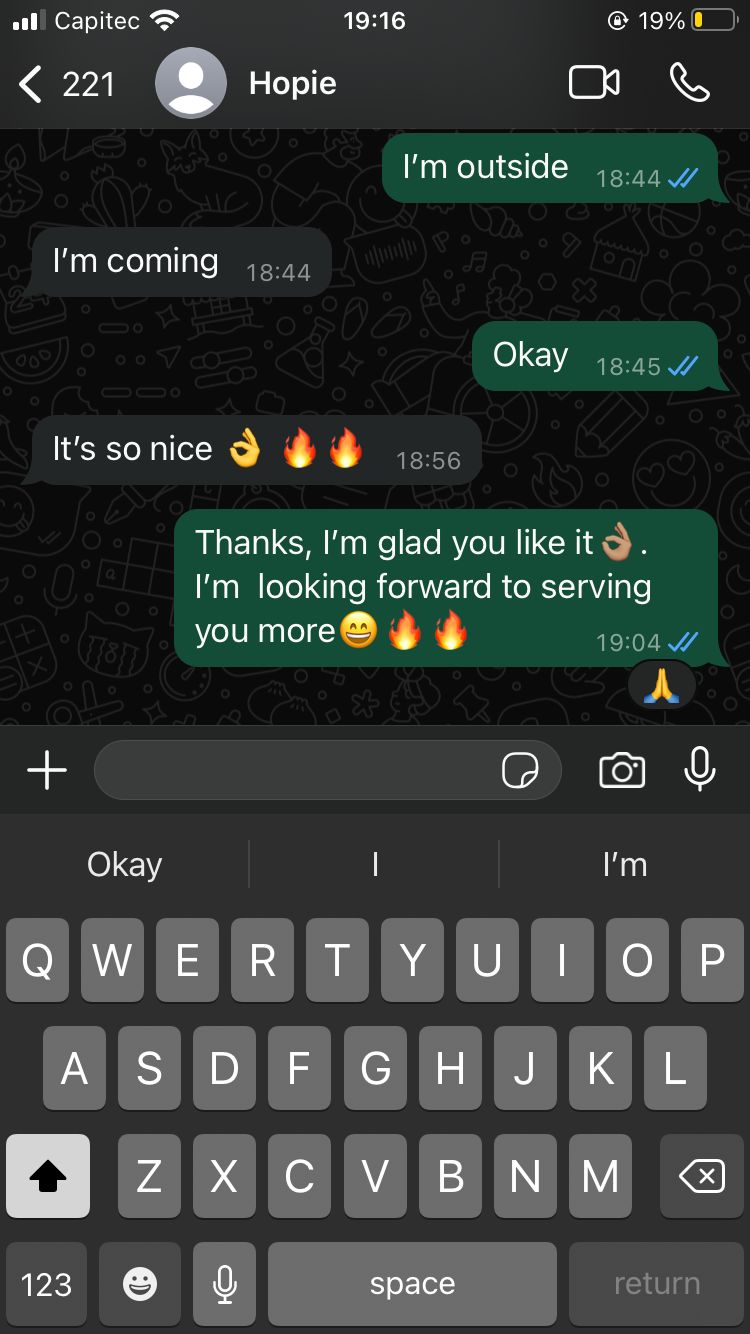 Capitec 19:16 19%
221 Hopie
I’m outside 18:44
I’m coming 18:44
Okay 18:45
It’s so nice 👌 🔥🔥 18:56
Thanks, I’m glad you like it👌🏽.
I’m  looking forward to serving
you more😄🔥🔥 19:04
🙏
Okay I I’m
Q W E R T Y U I O P
A S D F G H J K L
Z X C V B N M
123 space return